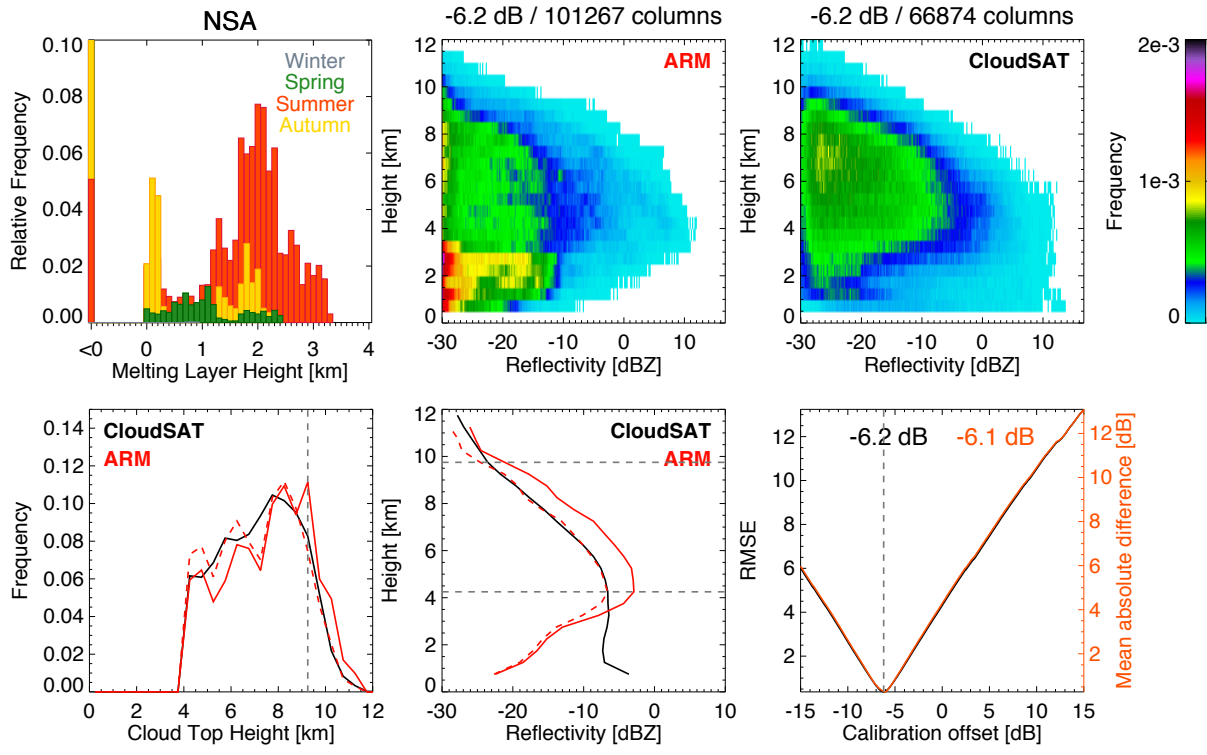 NSA
-6.2 dB / 101267 columns
-6.2 dB / 66874 columns
0.10
0.08
0.06
0.04
0.02
0.00
Relative Frequency
Winter
Spring
Summer
Autumn
<0 0 1 2 3 4
Melting Layer Height [km]
12
10
8
6
4
2
0
Height [km]
ARM
-30 -20 -10 0 10
Reflectivity [dBZ]
12
10
8
6
4
2
0
Height [km]
CloudSAT
-30 -20 -10 0 10
Reflectivity [dBZ]
Frequency
2e-3
1e-3
0
0.14
0.12
0.10
0.08
0.06
0.04
0.02
0.00
Frequency
CloudSAT
ARM
0 2 4 6 8 10 12
Cloud Top Height [km]
12
10
8
6
4
2
0
Height [km]
CloudSAT
ARM
-30 -20 -10 0 10
Reflectivity [dBZ]
12
10
8
6
4
2
RMSE
-6.2 dB
-6.1 dB
12
10
8
6
4
2
Mean absolute difference [dB]
-15 -10 -5 0 5 10 15
Calibration offset [dB]